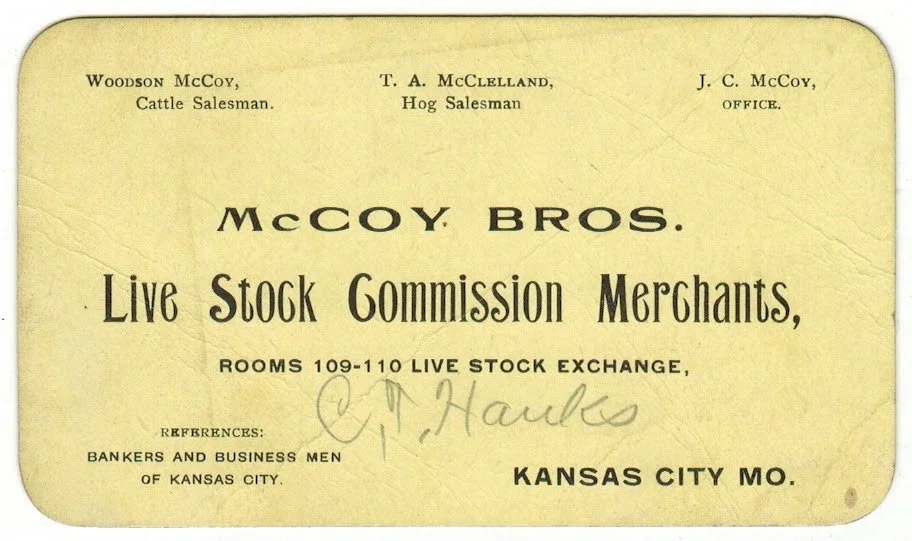 Woodson McCoy,
Cattle Salesman.
T. A. McClelland,
Hog Salesman
J. C. McCoy,
OFFICE.
McCOY BROS.
Live Stock Commission Merchants,
ROOMS 109-110 LIVE STOCK EXCHANGE,
C. T. Hanks
REFERENCES:
BANKERS AND BUSINESS MEN
OF KANSAS CITY.
KANSAS CITY MO.